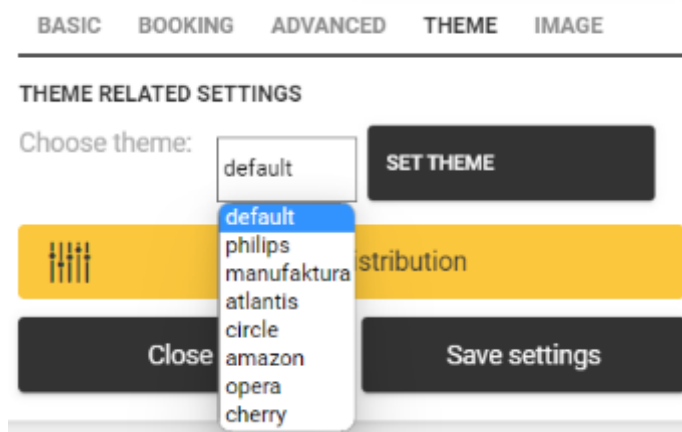 BASIC BOOKING ADVANCED THEME IMAGE
THEME RELATED SETTINGS
Choose theme: default SET THEME
default
philips
manufaktura
stribution
atlantis
circle
Close amazon Save settings
opera
cherry